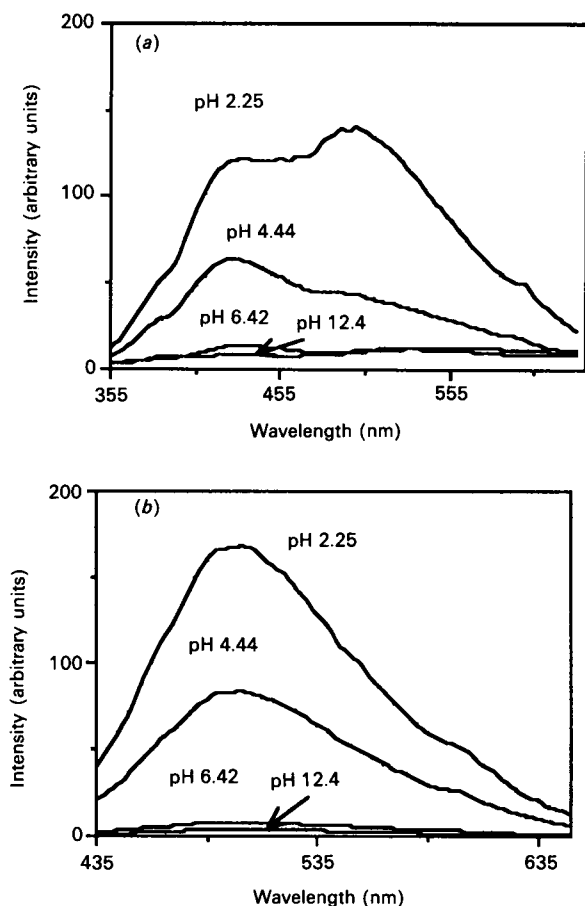 200
(a)
pH 2.25
100
pH 4.44
pH 6.42
pH 12.4
0
355
455
555
Wavelength (nm)
Intensity (arbitrary units)
200
(b)
pH 2.25
100
pH 4.44
pH 6.42
pH 12.4
0
435
535
635
Wavelength (nm)
Intensity (arbitrary units)